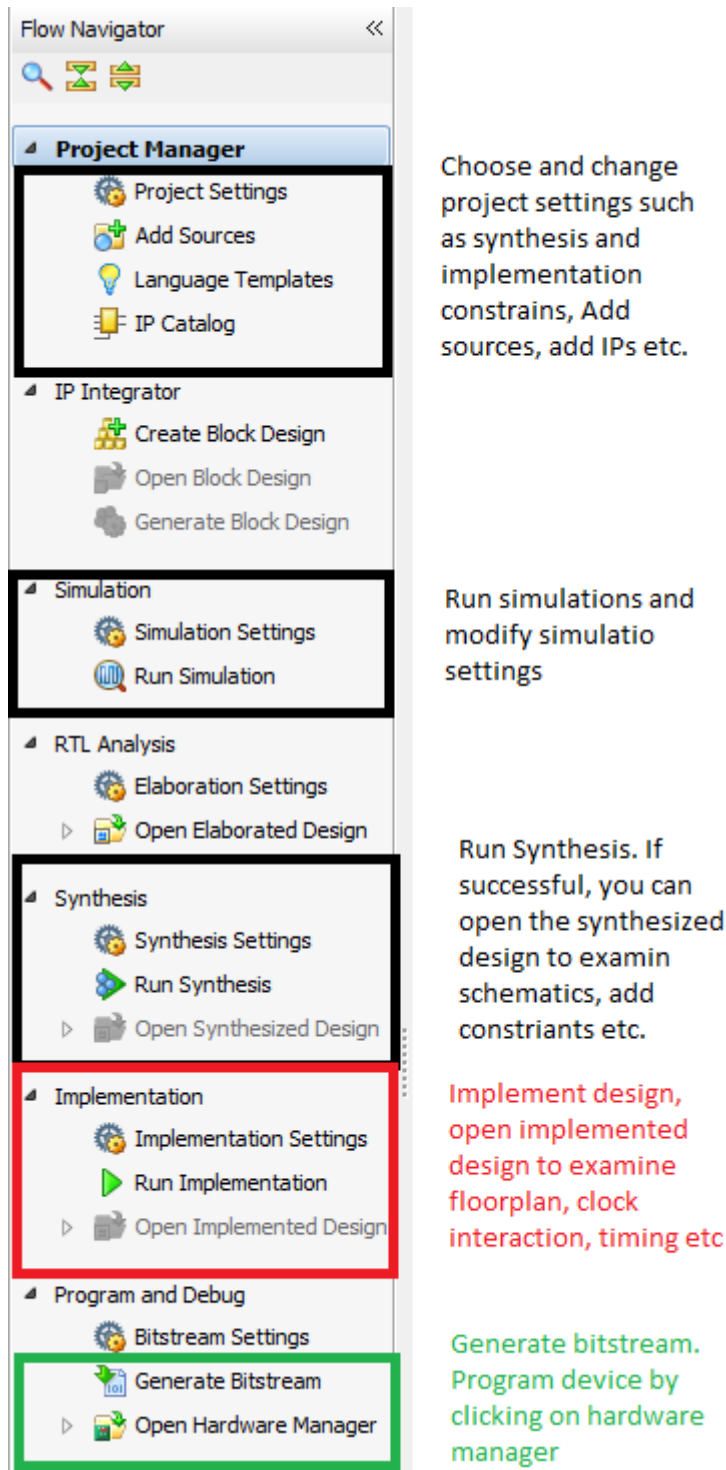 Flow Navigator «
Project Manager
Project Settings
Add Sources
Language Templates
IP Catalog
Choose and change
project settings such
as synthesis and
implementation
constrains, Add
sources, add IPs etc.
IP Integrator
Create Block Design
Open Block Design
Generate Block Design
Simulation
Simulation Settings
Run Simulation
Run simulations and
modify simulatio
settings
RTL Analysis
Elaboration Settings
Open Elaborated Design
Synthesis
Synthesis Settings
Run Synthesis
Open Synthesized Design
Run Synthesis. If
successful, you can
open the synthesized
design to examin
schematics, add
constriants etc.
Implementation
Implementation Settings
Run Implementation
Open Implemented Design
Implement design,
open implemented
design to examine
floorplan, clock
interaction, timing etc
Program and Debug
Bitstream Settings
Generate Bitstream
Open Hardware Manager
Generate bitstream.
Program device by
clicking on hardware
manager